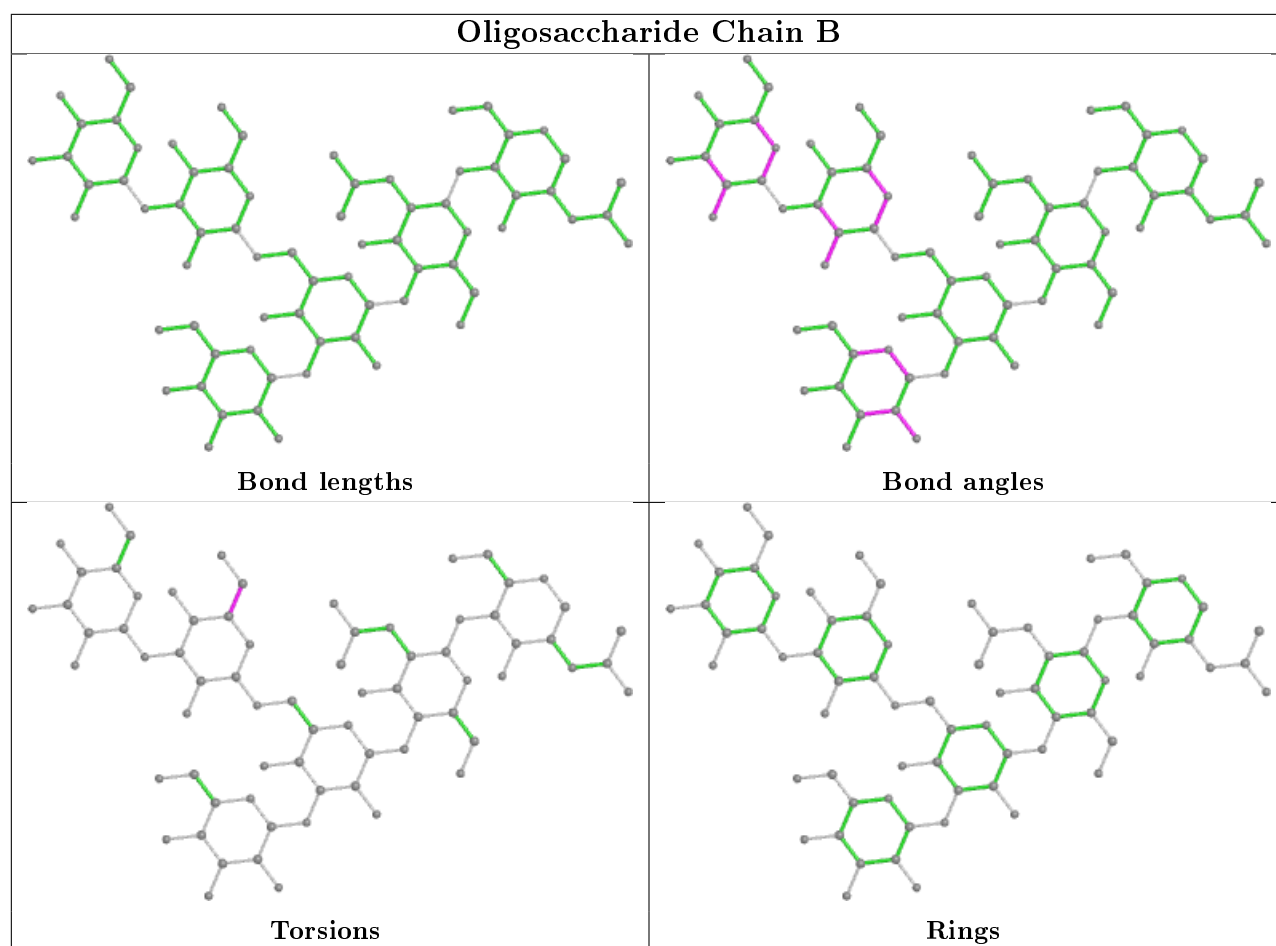 Oligosaccharide Chain B
Bond lengths
Bond angles
Torsions
Rings